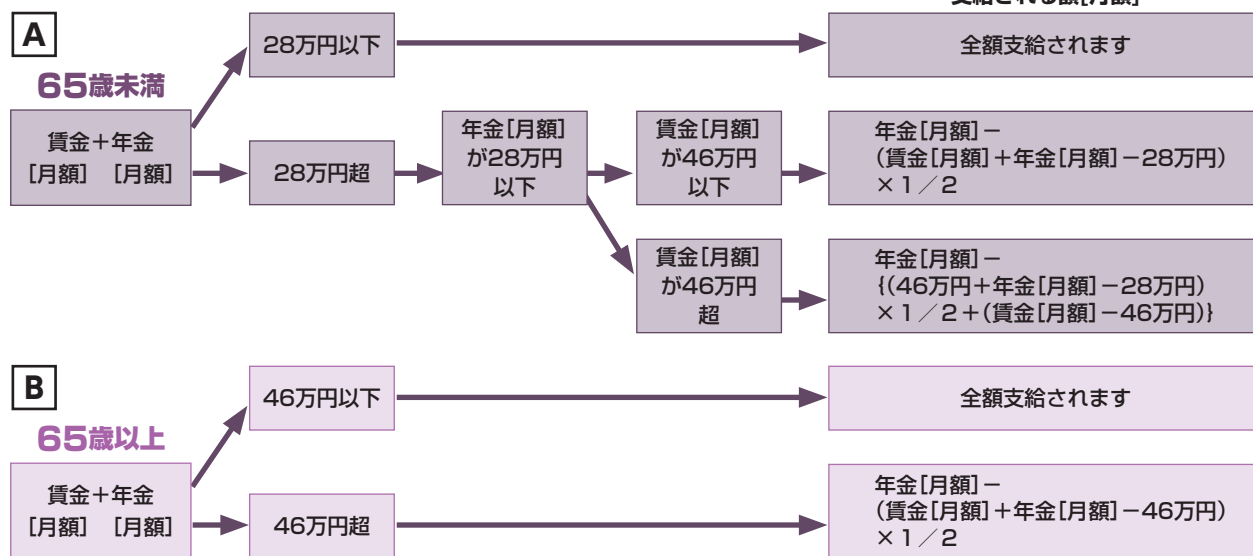 支給される額[月額]
A
65歳未満
賃金＋年金
[月額] [月額]
28万円以下
全額支給されます
28万円超
年金[月額]
が28万円
以下
賃金[月額]
が46万円
以下
年金[月額]－
(賃金[月額]＋年金[月額]－28万円)
×1／2
賃金[月額]
が46万円
超
年金[月額]－
{(46万円＋年金[月額]－28万円)
×1／2＋(賃金[月額]－46万円)}
B
65歳以上
賃金＋年金
[月額] [月額]
46万円以下
全額支給されます
46万円超
年金[月額]－
(賃金[月額]＋年金[月額]－46万円)
×1／2